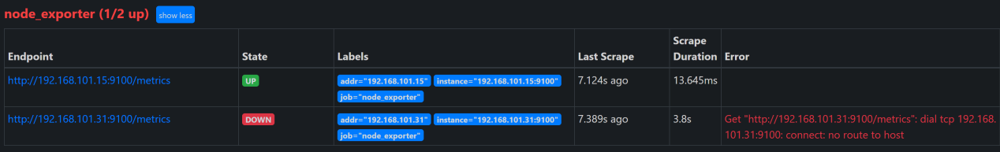 node_exporter (1/2 up) show less
Endpoint State Labels Last Scrape Scrape Duration Error
http://192.168.101.15:9100/metrics UP addr="192.168.101.15" instance="192.168.101.15:9100" 7.124s ago 13.645ms
job="node_exporter"
http://192.168.101.31:9100/metrics DOWN addr="192.168.101.31" instance="192.168.101.31:9100" 7.389s ago 3.8s Get "http://192.168.101.31:9100/metrics": dial tcp 192.168.
job="node_exporter" 101.31:9100: connect: no route to host